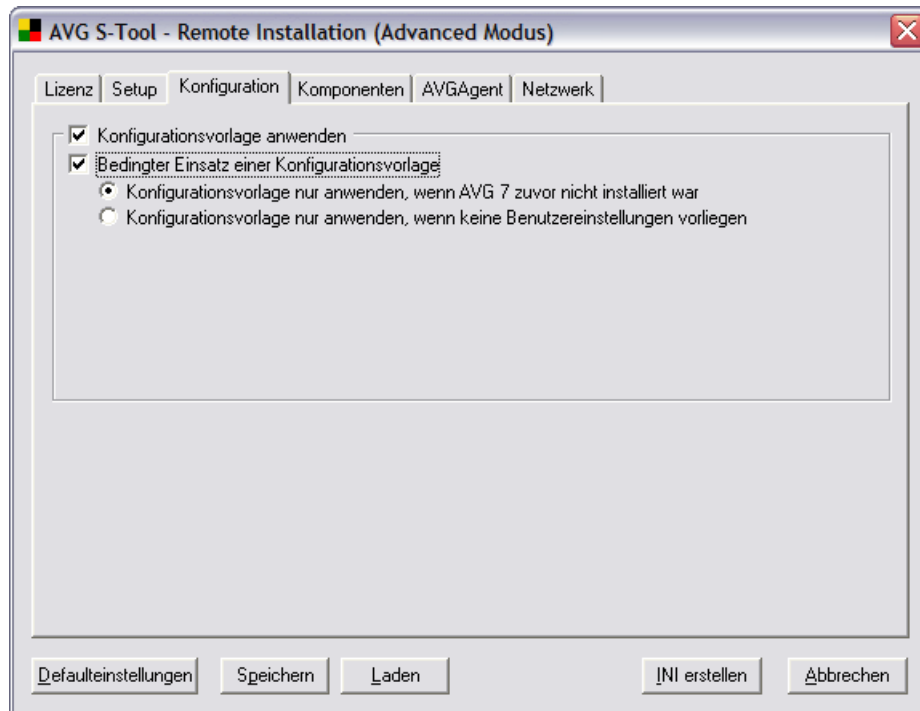 AVG S-Tool - Remote Installation (Advanced Modus)
Lizenz Setup Konfiguration Komponenten AVGAgent Netzwerk
Konfigurationsvorlage anwenden
Bedingter Einsatz einer Konfigurationsvorlage
Konfigurationsvorlage nur anwenden, wenn AVG 7 zuvor nicht installiert war
Konfigurationsvorlage nur anwenden, wenn keine Benutzereinstellungen vorliegen
Defaulteinstellungen Speichern Laden INI erstellen Abbrechen